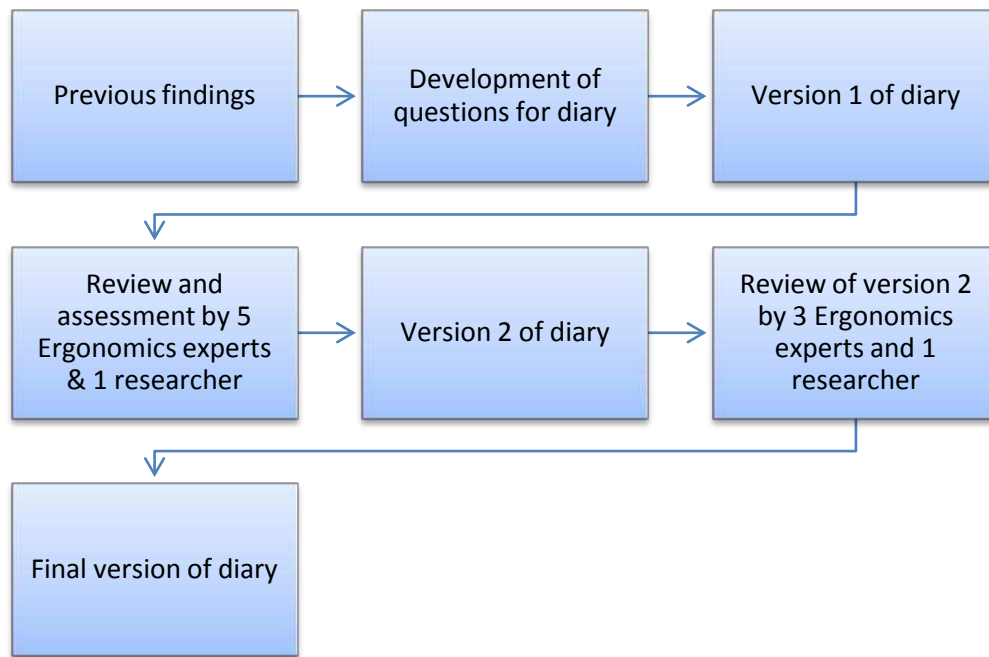 Previous findings
Development of
questions for diary
Version 1 of diary
Review and
assessment by 5
Ergonomics experts
& 1 researcher
Version 2 of diary
Review of version 2
by 3 Ergonomics
experts and 1
researcher
Final version of diary